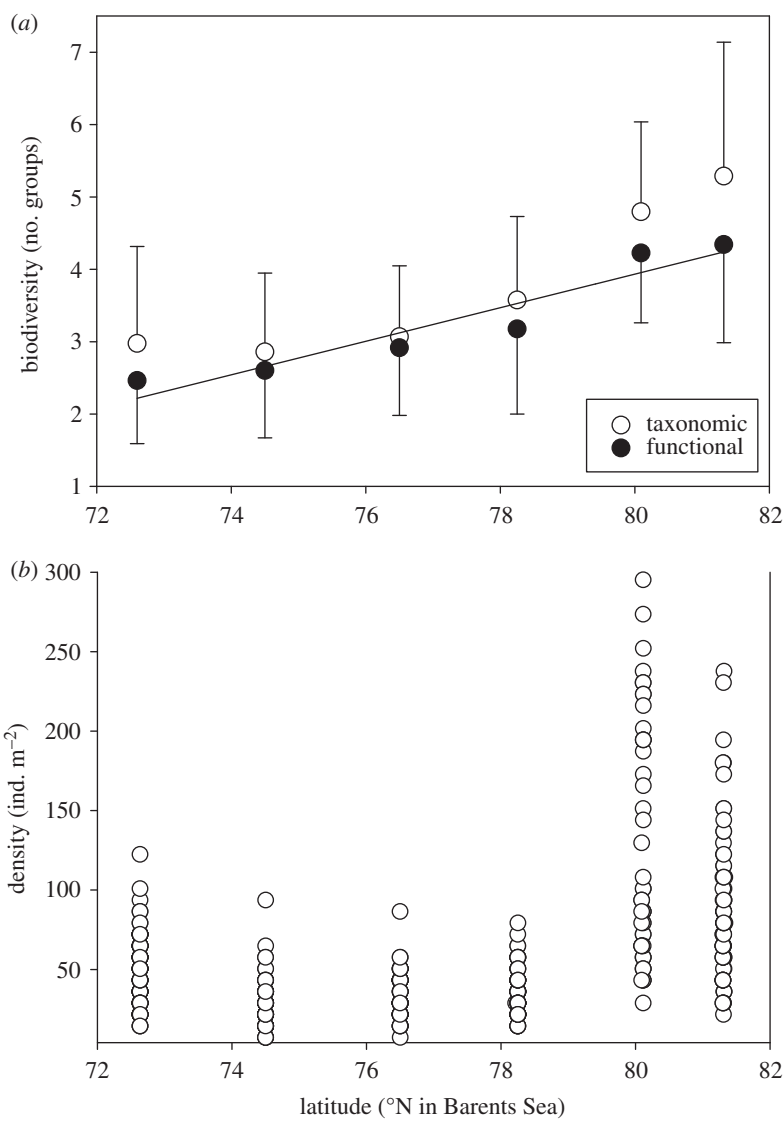 (a)
7
6
5
4
3
2
1
biodiversity (no. groups)
taxonomic
functional
72 74 76 78 80 82
(b)
300
250
200
150
100
50
density (ind. m⁻²)
72 74 76 78 80 82
latitude (°N in Barents Sea)